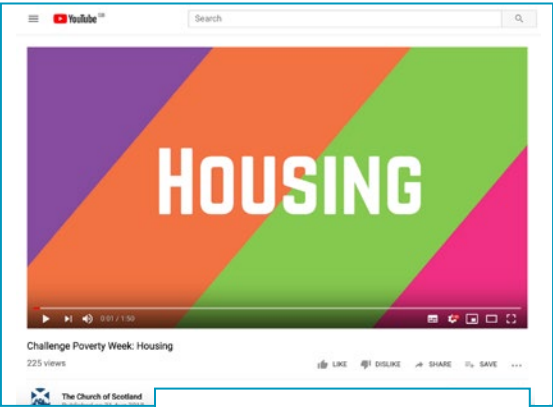 YouTube GB
Search
HOUSING
0:01 / 1:50
Challenge Poverty Week: Housing
225 views
LIKE DISLIKE SHARE SAVE
The Church of Scotland